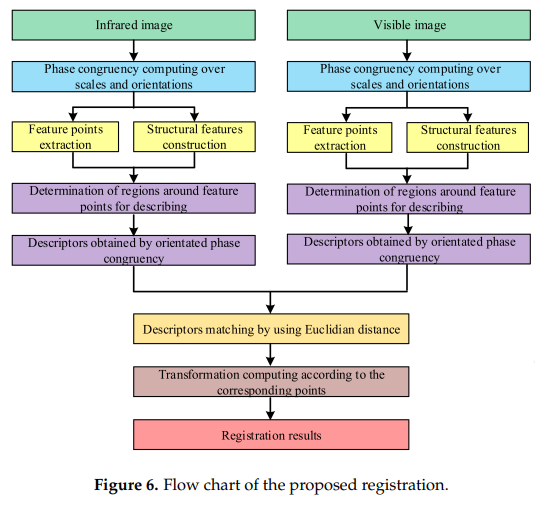 Infrared image
Visible image
Phase congruency computing over
scales and orientations
Phase congruency computing over
scales and orientations
Feature points
extraction
Structural features
construction
Feature points
extraction
Structural features
construction
Determination of regions around feature
points for describing
Determination of regions around feature
points for describing
Descriptors obtained by orientated phase
congruency
Descriptors obtained by orientated phase
congruency
Descriptors matching by using Euclidian distance
Transformation computing according to the
corresponding points
Registration results
Figure 6. Flow chart of the proposed registration.